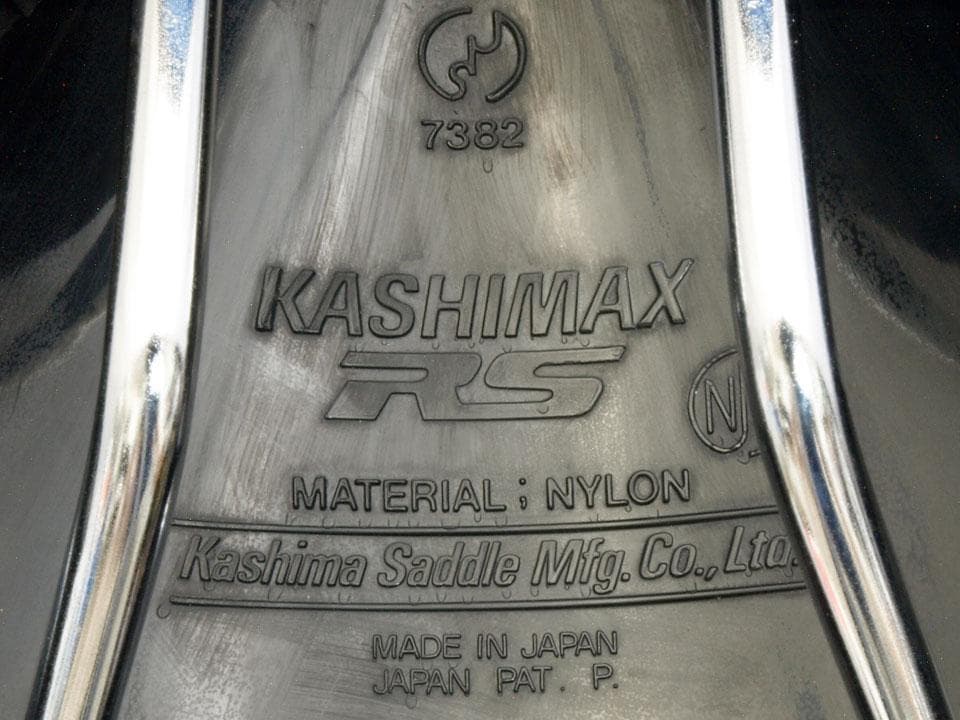 7382
KASHIMAX
RS
N
MATERIAL ; NYLON
Kashima Saddle Mfg. Co., Ltd.
MADE IN JAPAN
JAPAN PAT. P.